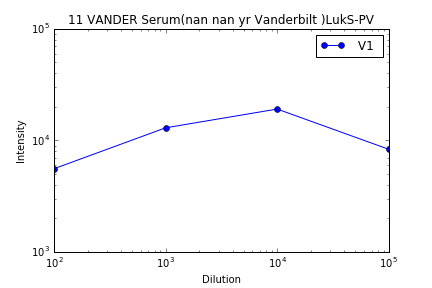 11 VANDER Serum(nan nan yr Vanderbilt )LukS-PV
V1
Intensity
10^5
10^4
10^3
10^2 10^3 10^4 10^5
Dilution